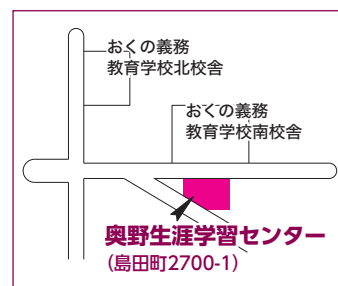 おくの義務
教育学校北校舎
おくの義務
教育学校南校舎
奥野生涯学習センター
(島田町2700-1)